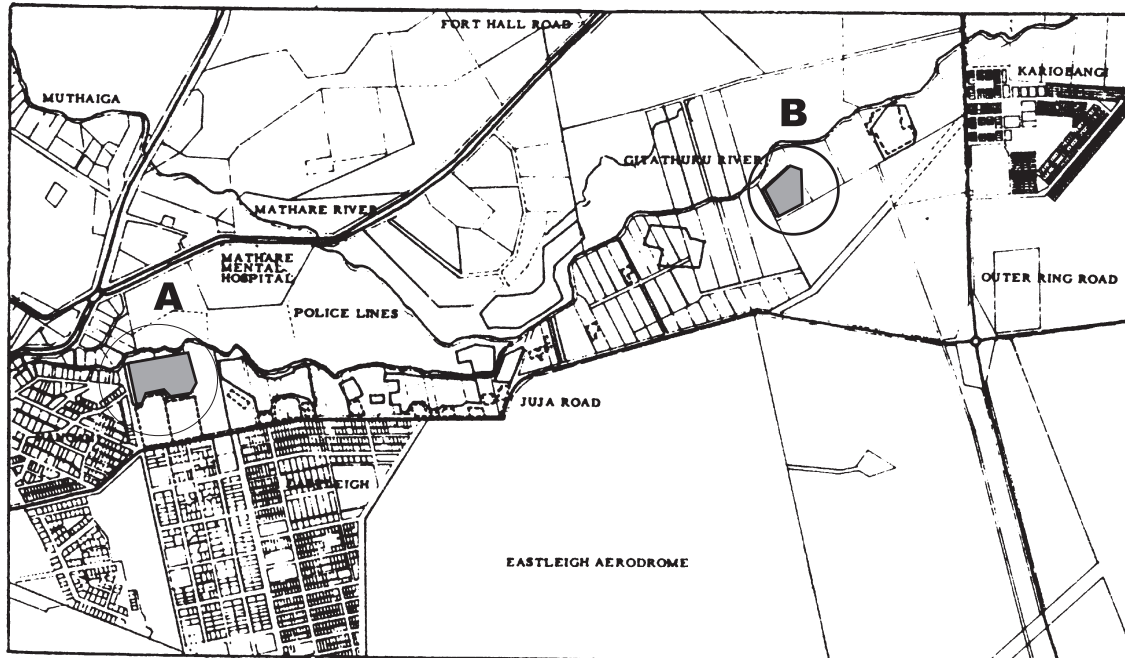 FORT HALL ROAD
KARIOBANGI
MUTHAIGA
B
GITATHURU RIVER
MATHARE RIVER
MATHARE
MENTAL
HOSPITAL
OUTER RING ROAD
A
POLICE LINES
JUJA ROAD
EASTLEIGH
EASTLEIGH AERODROME